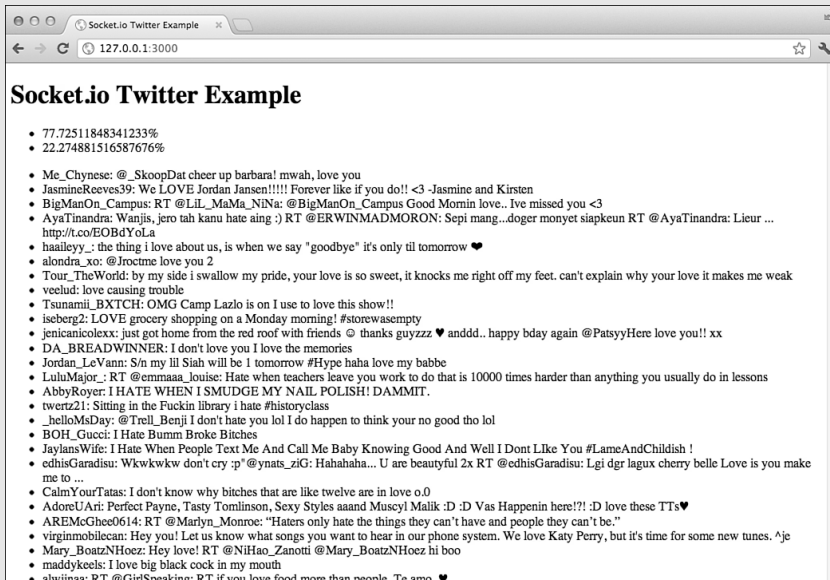 Socket.io Twitter Example
127.0.0.1:3000
Socket.io Twitter Example
77.72511848341233%
22.274881516587676%
Me_Chynese: @_SkoopDat cheer up barbara! mwah, love you
JasmineReeves39: We LOVE Jordan Jansen!!!!! Forever like if you do!! <3 -Jasmine and Kirsten
BigManOn_Campus: RT @LiL_MaMa_NiNa: @BigManOn_Campus Good Mornin love.. Ive missed you <3
AyaTinandra: Wanjis, jero tah kanu hate aing :) RT @ERWINMADMORON: Sepi mang...doger monyet siapkeun RT @AyaTinandra: Lieur ...
http://t.co/EOBdYoLa
haaileyy_: the thing i love about us, is when we say "goodbye" it's only til tomorrow ❤
alondra_xo: @Jroctme love you 2
Tour_TheWorld: by my side i swallow my pride, your love is so sweet, it knocks me right off my feet. can't explain why your love it makes me weak
veelud: love causing trouble
Tsunamii_BXTCH: OMG Camp Lazlo is on I use to love this show!!
iseberg2: LOVE grocery shopping on a Monday morning! #storewasempty
jenicanicolexx: just got home from the red roof with friends ☺ thanks guyzzz ♥ anddd.. happy bday again @PatsyyHere love you!! xx
DA_BREADWINNER: I don't love you I love the memories
Jordan_LeVann: S/n my lil Siah will be 1 tomorrow #Hype haha love my babbe
LuluMajor_: RT @emmaaa_louise: Hate when teachers leave you work to do that is 10000 times harder than anything you usually do in lessons
AbbyRoyer: I HATE WHEN I SMUDGE MY NAIL POLISH! DAMMIT.
twertz21: Sitting in the Fuckin library i hate #historyclass
_helloMsDay: @Trell_Benji I don't hate you lol I do happen to think your no good tho lol
BOH_Gucci: I Hate Bumm Broke Bitches
JaylansWife: I Hate When People Text Me And Call Me Baby Knowing Good And Well I Dont LIke You #LameAndChildish !
edhisGaradisu: Wkwkwkw don't cry :p"@ynats_ziG: Hahahaha... U are beautyful 2x RT @edhisGaradisu: Lgi dgr lagux cherry belle Love is you make
me to ...
CalmYourTatas: I don't know why bitches that are like twelve are in love o.0
AdoreUAri: Perfect Payne, Tasty Tomlinson, Sexy Styles aaand Muscyl Malik :D :D Vas Happenin here!?! :D love these TTs♥
AREMcGhee0614: RT @Marlyn_Monroe: “Haters only hate the things they can’t have and people they can’t be.”
virginmobilecan: Hey you! Let us know what songs you want to hear in our phone system. We love Katy Perry, but it's time for some new tunes. ^je
Mary_BoatzNHoez: Hey love! RT @NiHao_Zanotti @Mary_BoatzNHoez hi boo
maddykeels: I love big black cock in my mouth
alwiinaa: RT @GirlSpeaking: RT if you love food more than people. Te amo. ♥